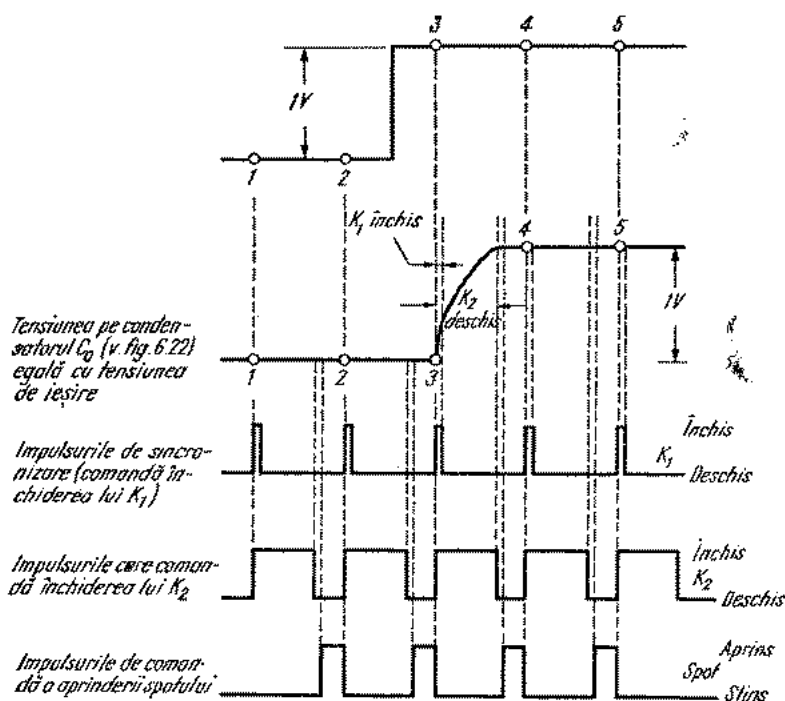 3 4 5
1V
1 2
K₁ închis
4 5
K₂
deschis
1V
Tensiunea pe conden-
satorul C₀ (v. fig. 6.22)
egală cu tensiunea
de ieșire
1 2 3
Impulsurile de sincro-
nizare (comandă în-
chiderea lui K₁)
Închis
K₁
Deschis
Impulsurile care coman-
dă închiderea lui K₂
Închis
K₂
Deschis
Impulsurile de coman-
dă a aprinderii spotului
Aprins
Spot
Stins